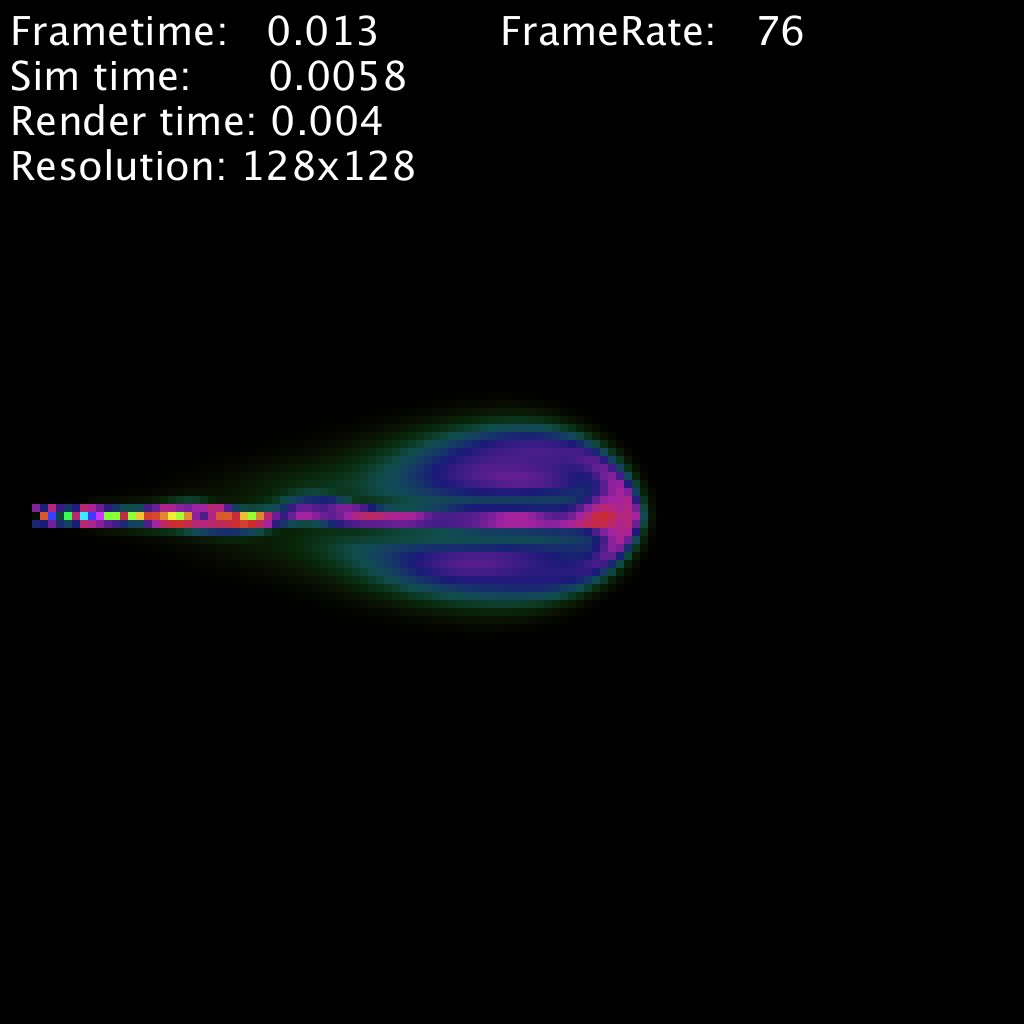 Frametime: 0.013 FrameRate: 76
Sim time: 0.0058
Render time: 0.004
Resolution: 128x128